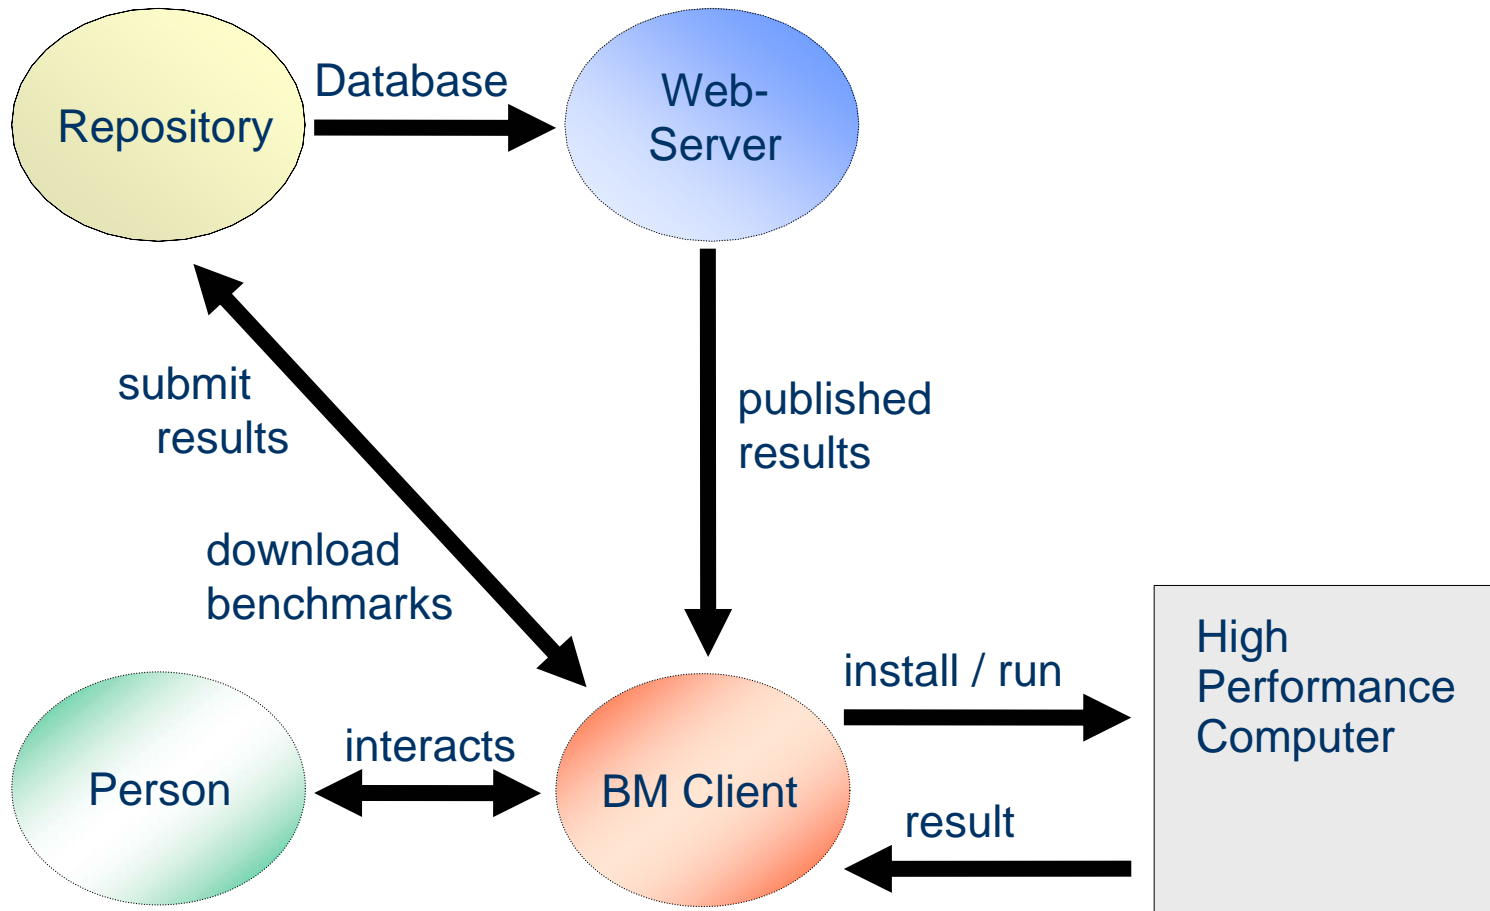 Repository
Database
Web-
Server
submit
results
published
results
download
benchmarks
Person
interacts
BM Client
install / run
result
High
Performance
Computer